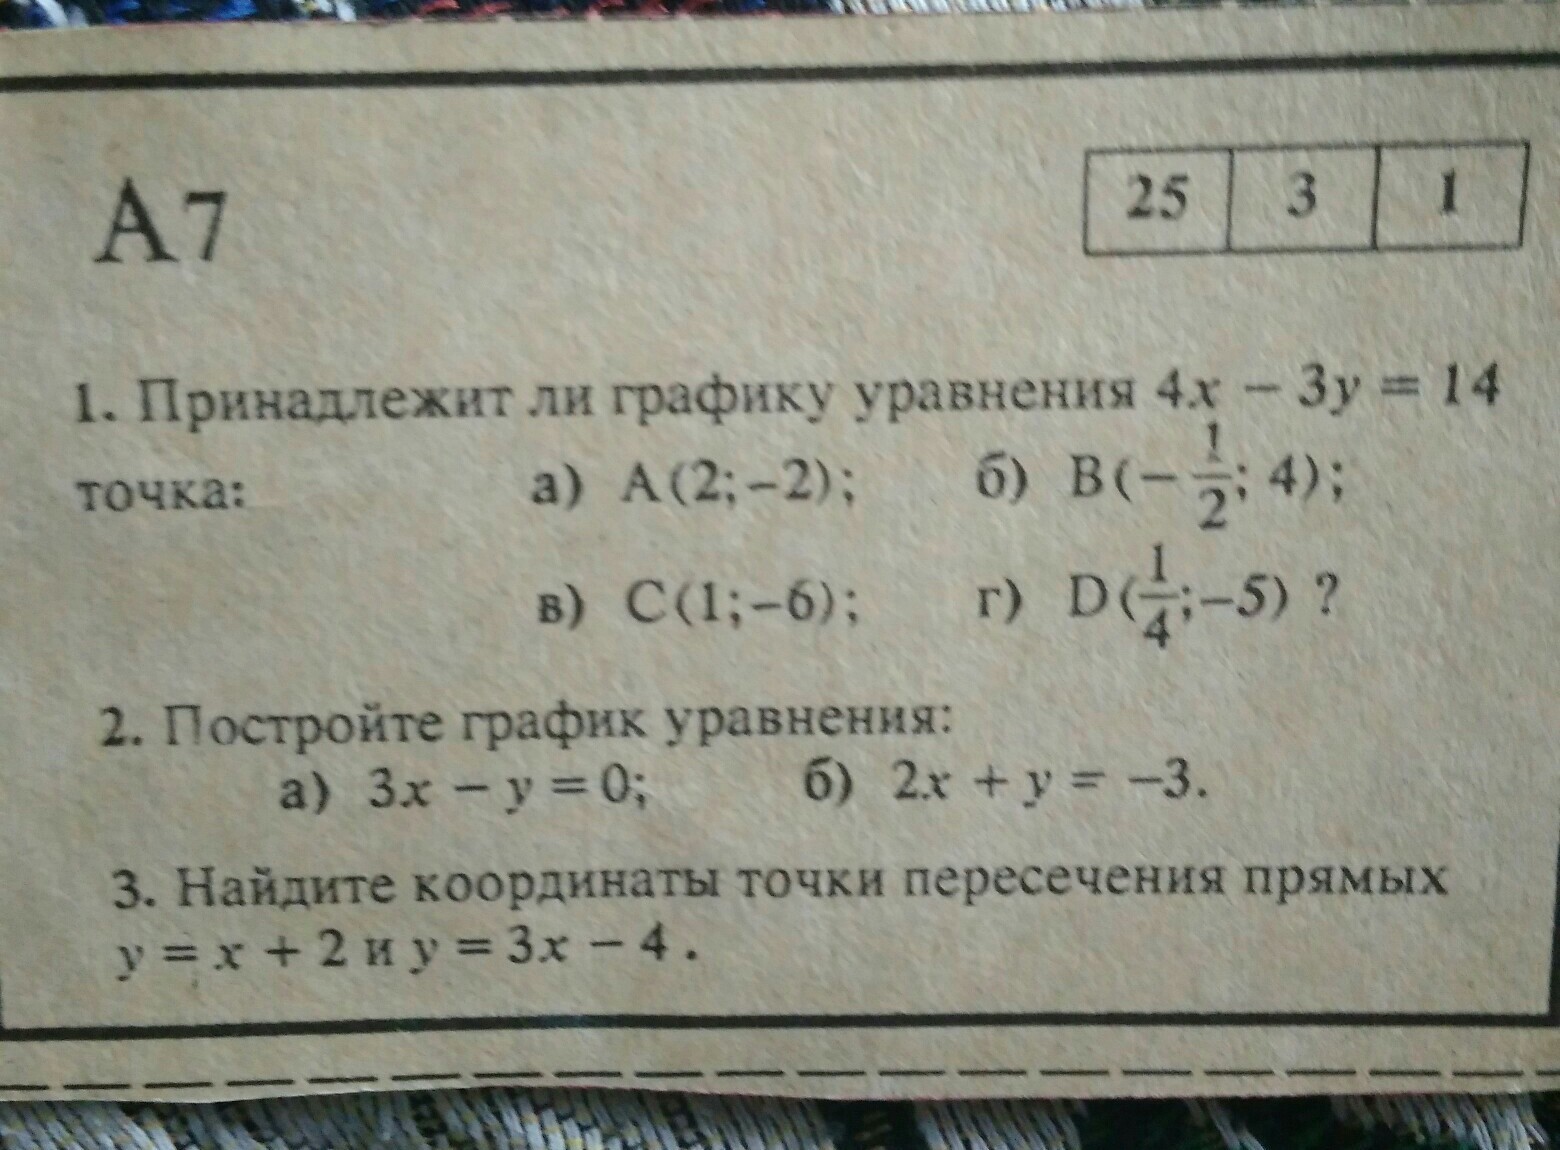 А7
25 3 1
1. Принадлежит ли графику уравнения 4x − 3y = 14
точка: а) A(2;−2); б) B(−1/2; 4);
в) C(1;−6); г) D(1/4;−5) ?
2. Постройте график уравнения:
а) 3x − y = 0; б) 2x + y = −3.
3. Найдите координаты точки пересечения прямых
y = x + 2 и y = 3x − 4.